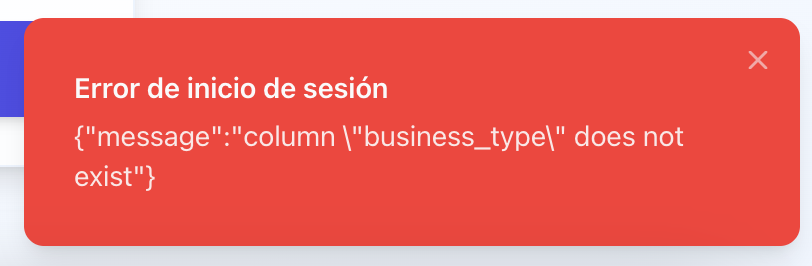 Error de inicio de sesión
{"message":"column \"business_type\" does not
exist"}